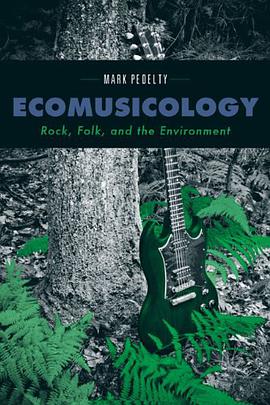 MARK PEDELTY
ECOMUSICOLOGY
Rock, Folk, and the Environment